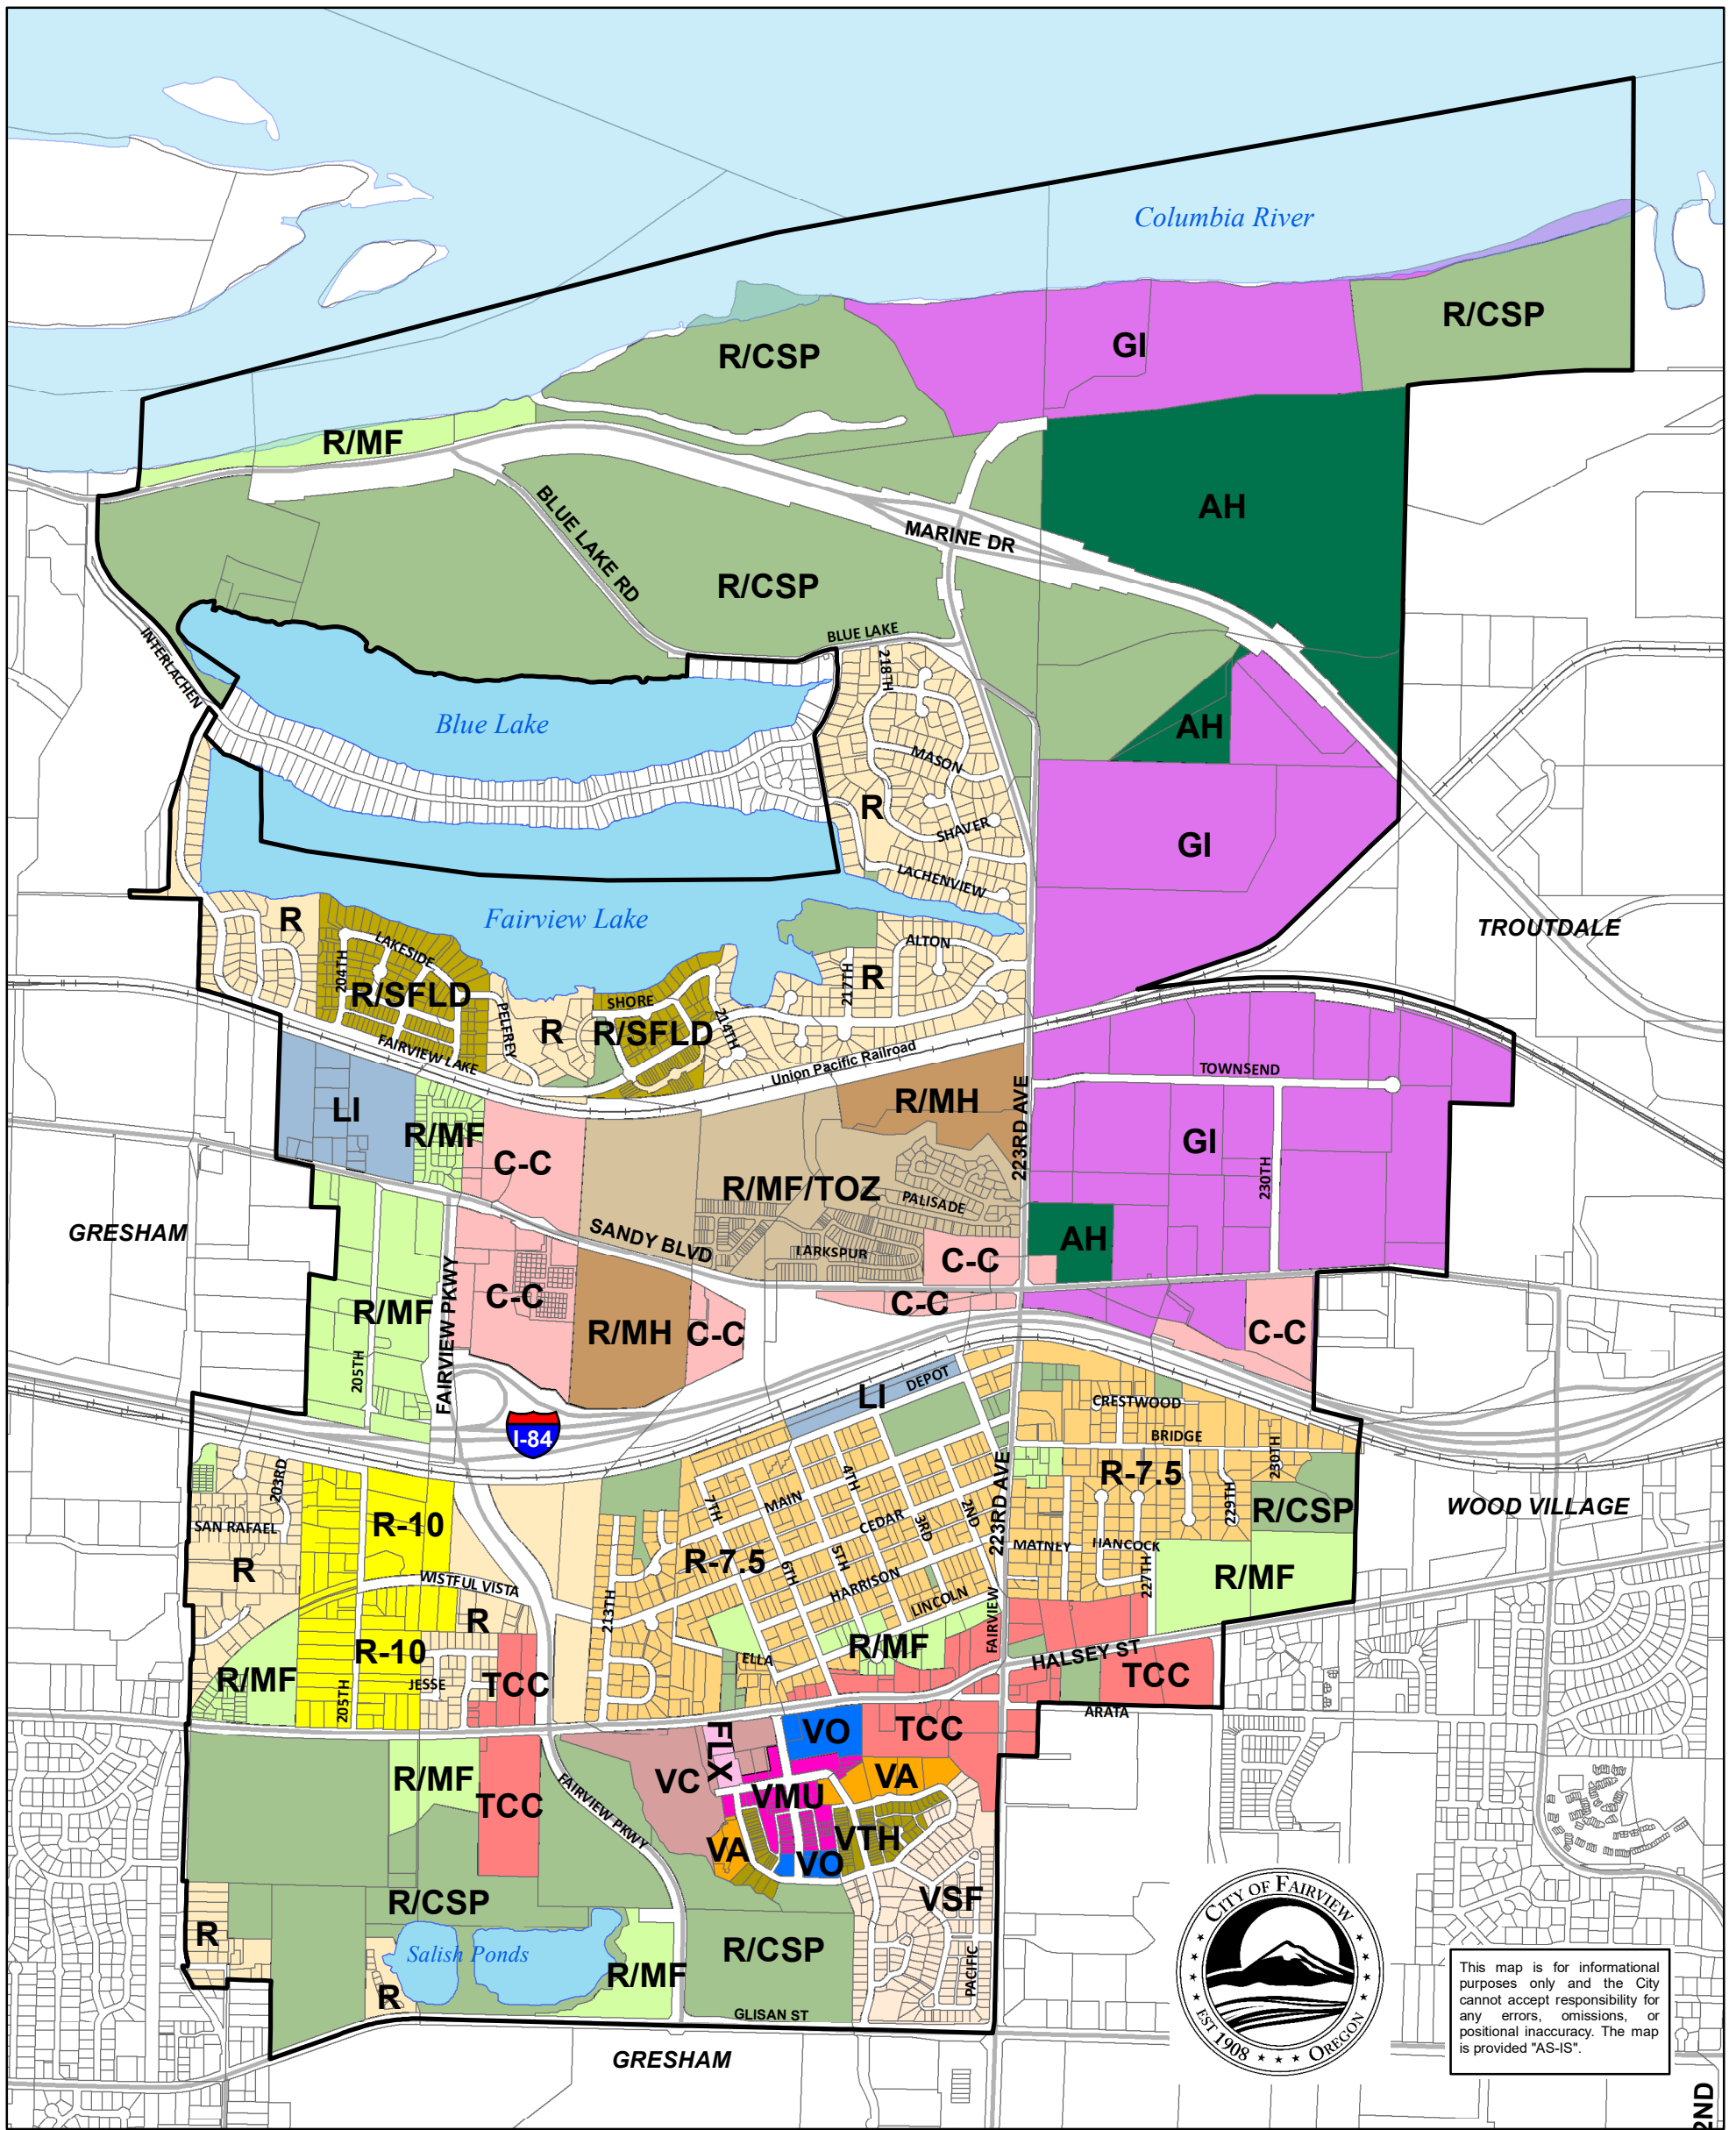 Columbia River
R/CSP
R/CSP
GI
R/MF
AH
BLUE LAKE RD
MARINE DR
R/CSP
BLUE LAKE
218TH
INTERLACHEN
Blue Lake
AH
MASON
R
SHAVER
GI
LACHENVIEW
R
Fairview Lake
TROUTDALE
LAKESIDE
ALTON
204TH
R
217TH
R/SFLD
SHORE
PELFREY
R
R/SFLD
214TH
FAIRVIEW LAKE
Union Pacific Railroad
TOWNSEND
R/MH
LI
223RD AVE
R/MF
GI
C-C
230TH
R/MF/TOZ
PALISADE
GRESHAM
SANDY BLVD
LARKSPUR
AH
C-C
C-C
C-C
R/MF
FAIRVIEW PKWY
R/MH
C-C
C-C
205TH
LI
DEPOT
CRESTWOOD
I-84
BRIDGE
230TH
203RD
4TH
R-7.5
7TH
MAIN
223RD AVE
229TH
R/CSP
WOOD VILLAGE
SAN RAFAEL
R-10
CEDAR
3RD
2ND
MATNEY
HANCOCK
R-7.5
5TH
R
6TH
HARRISON
227TH
R/MF
WISTFUL VISTA
213TH
LINCOLN
R
FAIRVIEW
R-10
R/MF
ELLA
HALSEY ST
R/MF
JESSE
TCC
TCC
205TH
ARATA
FLX
VO
TCC
R/MF
VC
VA
TCC
VMU
FAIRVIEW PKWY
VTH
VA
VO
R/CSP
VSF
CITY OF FAIRVIEW
EST 1908
OREGON
R
Salish Ponds
R/CSP
R/MF
PACIFIC
R
GLISAN ST
GRESHAM
This map is for informational
purposes only and the City
cannot accept responsibility for
any errors, omissions, or
positional inaccuracy. The map
is provided "AS-IS".
2ND